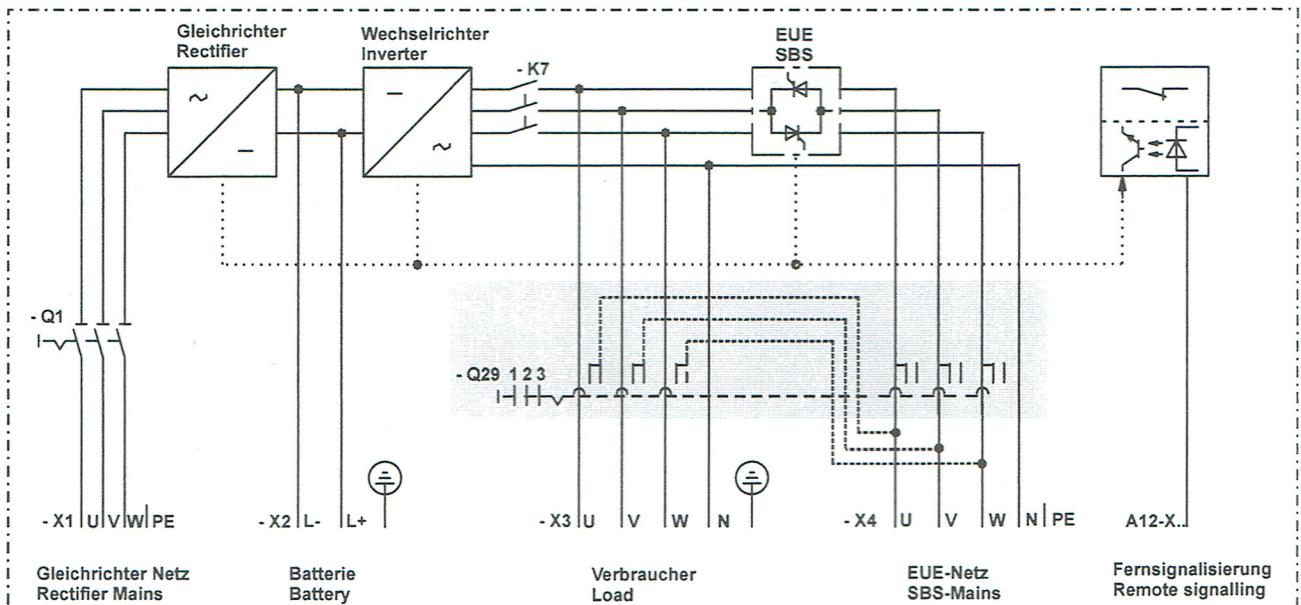 Gleichrichter
Rectifier
Wechselrichter
Inverter
- K7
EUE
SBS
- Q1
- Q29 1 2 3
- X1 U V W PE
- X2 L- L+
- X3 U V W N
- X4 U V W N PE
A12-X..
Gleichrichter Netz
Rectifier Mains
Batterie
Battery
Verbraucher
Load
EUE-Netz
SBS-Mains
Fernsignalisierung
Remote signalling